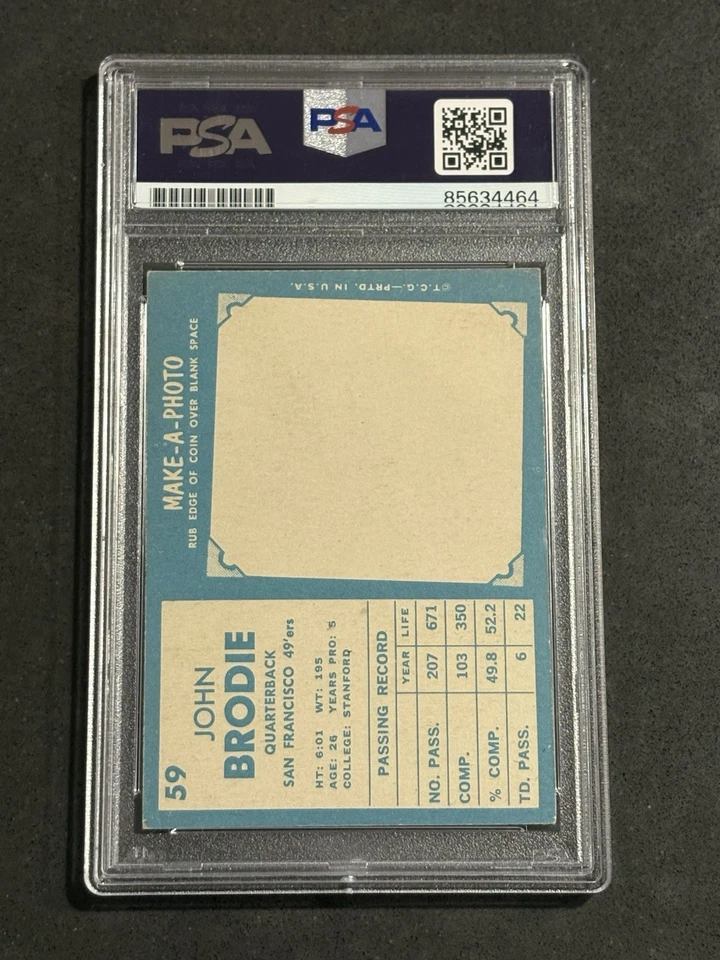 PSA
PSA
85634464
59
JOHN
BRODIE
QUARTERBACK
SAN FRANCISCO 49'ers
HT: 6:01 WT: 195
AGE: 26 YEARS PRO: 5
COLLEGE: STANFORD
PASSING RECORD
YEAR LIFE
NO. PASS. 207 671
COMP. 103 350
% COMP. 49.8 52.2
TD. PASS. 6 22
MAKE-A-PHOTO
RUB EDGE OF COIN OVER BLANK SPACE
©T.C.G.—PRTD. IN U.S.A.